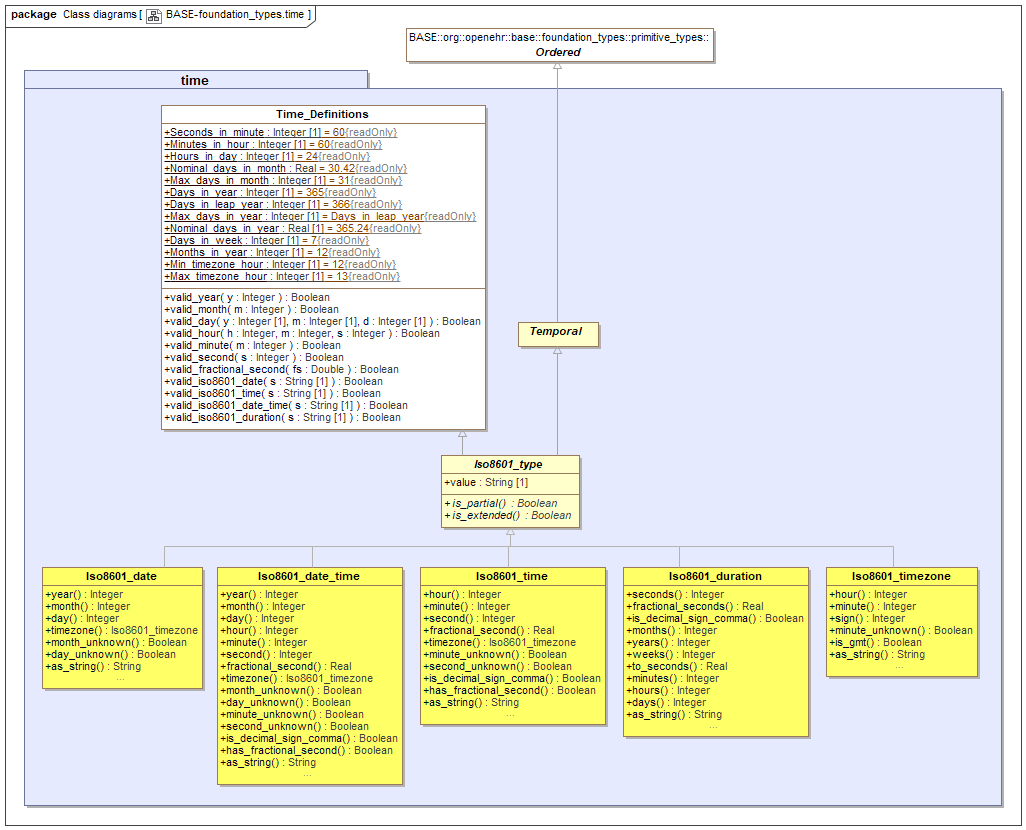 package Class diagrams [ BASE-foundation_types.time ]
BASE::org::openehr::base::foundation_types::primitive_types::
Ordered
time
Time_Definitions
+Seconds_in_minute : Integer [1] = 60{readOnly}
+Minutes_in_hour : Integer [1] = 60{readOnly}
+Hours_in_day : Integer [1] = 24{readOnly}
+Nominal_days_in_month : Real = 30.42{readOnly}
+Max_days_in_month : Integer [1] = 31{readOnly}
+Days_in_year : Integer [1] = 365{readOnly}
+Days_in_leap_year : Integer [1] = 366{readOnly}
+Max_days_in_year : Integer [1] = Days_in_leap_year{readOnly}
+Nominal_days_in_year : Real [1] = 365.24{readOnly}
+Days_in_week : Integer [1] = 7{readOnly}
+Months_in_year : Integer [1] = 12{readOnly}
+Min_timezone_hour : Integer [1] = 12{readOnly}
+Max_timezone_hour : Integer [1] = 13{readOnly}
+valid_year( y : Integer ) : Boolean
+valid_month( m : Integer ) : Boolean
+valid_day( y : Integer [1], m : Integer [1], d : Integer [1] ) : Boolean
+valid_hour( h : Integer, m : Integer, s : Integer ) : Boolean
+valid_minute( m : Integer ) : Boolean
+valid_second( s : Integer ) : Boolean
+valid_fractional_second( fs : Double ) : Boolean
+valid_iso8601_date( s : String [1] ) : Boolean
+valid_iso8601_time( s : String [1] ) : Boolean
+valid_iso8601_date_time( s : String [1] ) : Boolean
+valid_iso8601_duration( s : String [1] ) : Boolean
Temporal
Iso8601_type
+value : String [1]
+is_partial() : Boolean
+is_extended() : Boolean
Iso8601_date
+year() : Integer
+month() : Integer
+day() : Integer
+timezone() : Iso8601_timezone
+month_unknown() : Boolean
+day_unknown() : Boolean
+as_string() : String
...
Iso8601_date_time
+year() : Integer
+month() : Integer
+day() : Integer
+hour() : Integer
+minute() : Integer
+second() : Integer
+fractional_second() : Real
+timezone() : Iso8601_timezone
+month_unknown() : Boolean
+day_unknown() : Boolean
+minute_unknown() : Boolean
+second_unknown() : Boolean
+is_decimal_sign_comma() : Boolean
+has_fractional_second() : Boolean
+as_string() : String
...
Iso8601_time
+hour() : Integer
+minute() : Integer
+second() : Integer
+fractional_second() : Real
+timezone() : Iso8601_timezone
+minute_unknown() : Boolean
+second_unknown() : Boolean
+is_decimal_sign_comma() : Boolean
+has_fractional_second() : Boolean
+as_string() : String
...
Iso8601_duration
+seconds() : Integer
+fractional_seconds() : Real
+is_decimal_sign_comma() : Boolean
+months() : Integer
+years() : Integer
+weeks() : Integer
+to_seconds() : Real
+minutes() : Integer
+hours() : Integer
+days() : Integer
+as_string() : String
...
Iso8601_timezone
+hour() : Integer
+minute() : Integer
+sign() : Integer
+minute_unknown() : Boolean
+is_gmt() : Boolean
+as_string() : String
...